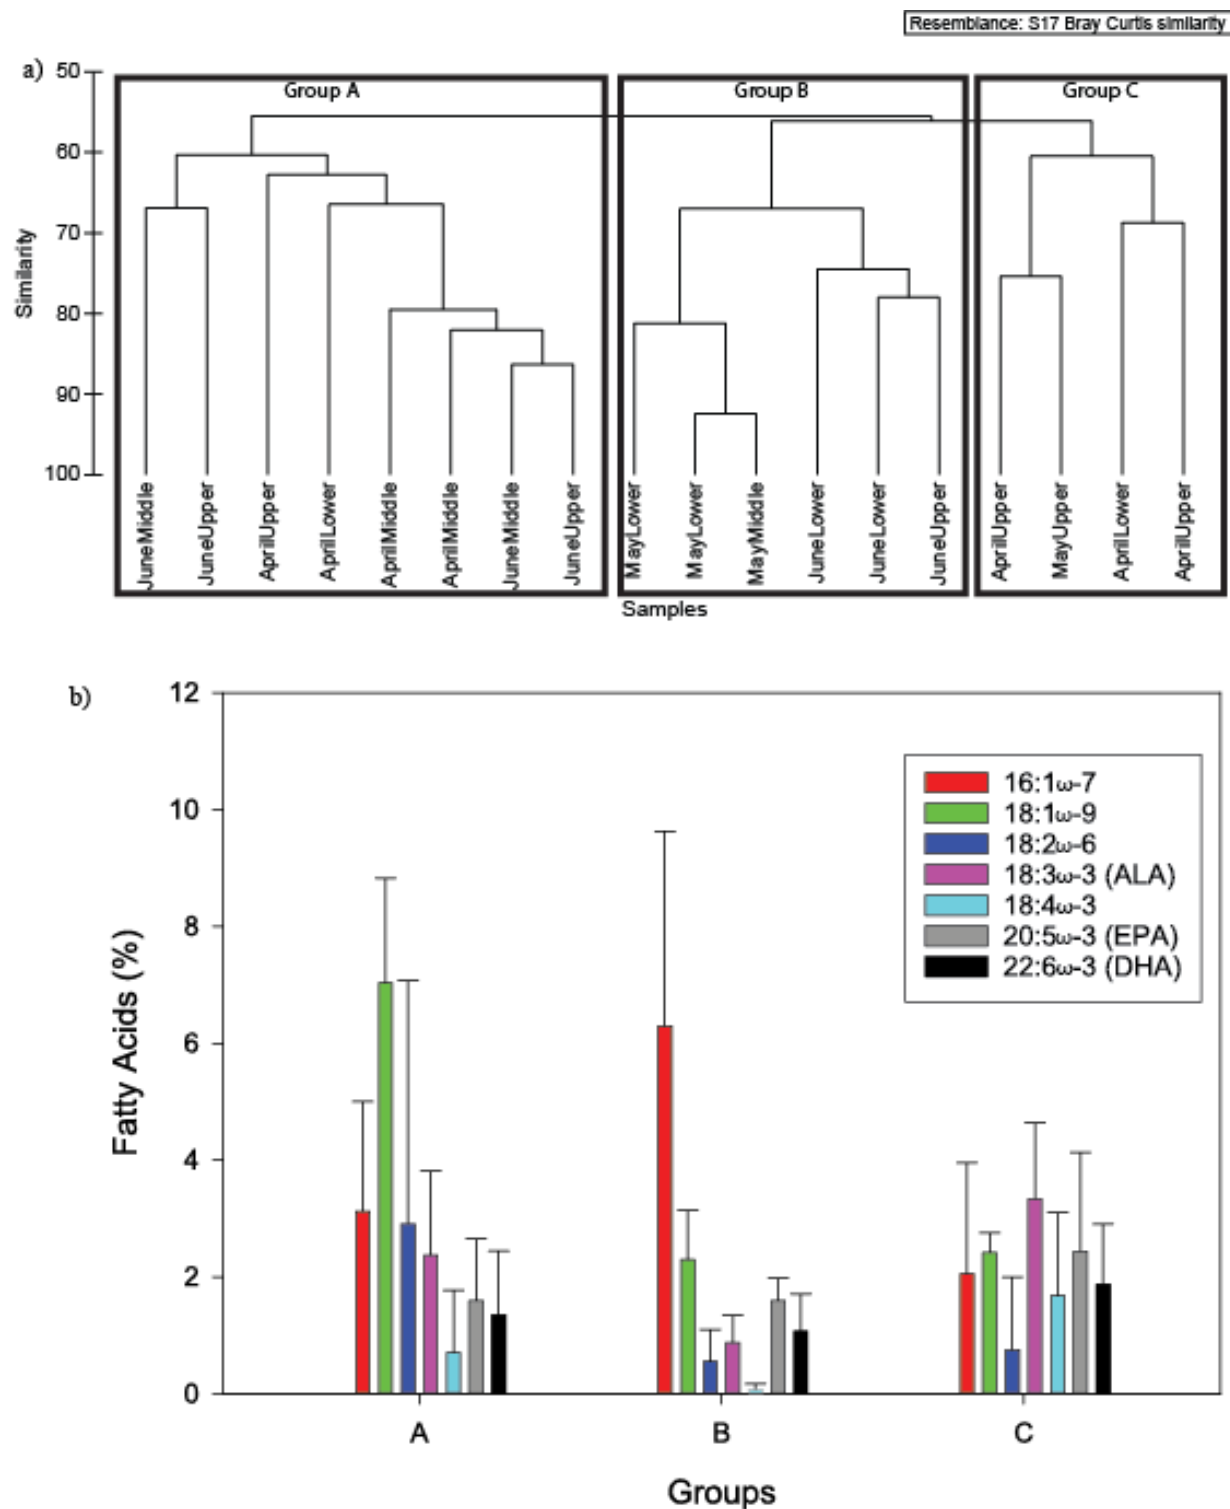 Resemblance: S17 Bray Curtis similarity
a)
Group A
Group B
Group C
Similarity
50
60
70
80
90
100
JuneMiddle
JuneUpper
AprilUpper
AprilLower
AprilMiddle
AprilMiddle
JuneMiddle
JuneUpper
MayLower
MayLower
MayMiddle
JuneLower
JuneLower
JuneUpper
AprilUpper
MayUpper
AprilLower
AprilUpper
Samples
b)
Fatty Acids (%)
12
10
8
6
4
2
0
16:1ω-7
18:1ω-9
18:2ω-6
18:3ω-3 (ALA)
18:4ω-3
20:5ω-3 (EPA)
22:6ω-3 (DHA)
A
B
C
Groups